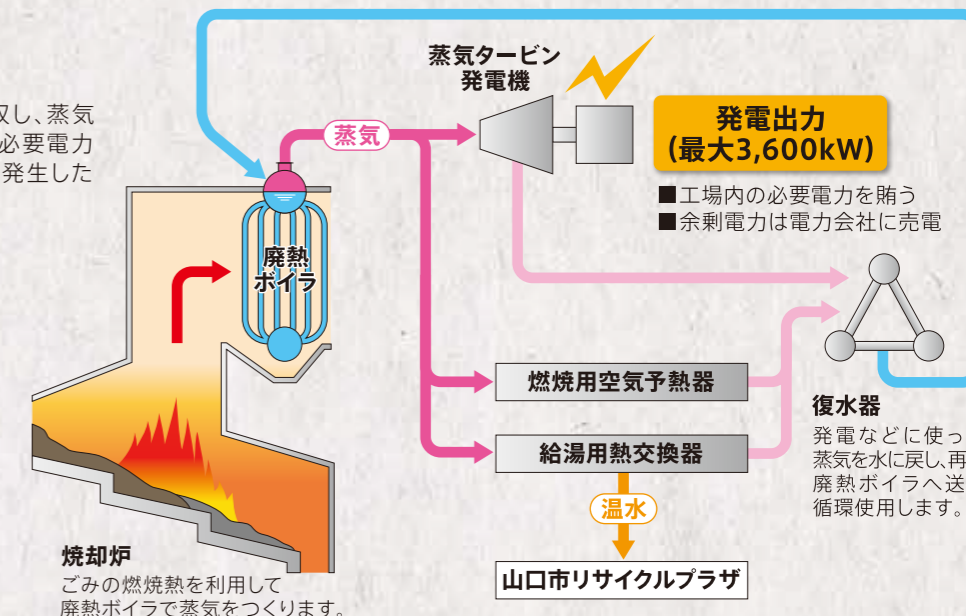 収し、蒸気
必要電力
発生した
蒸気タービン
発電機
蒸気
発電出力
(最大3,600kW)
■工場内の必要電力を賄う
■余剰電力は電力会社に売電
廃熱
ボイラ
燃焼用空気予熱器
給湯用熱交換器
温水
山口市リサイクルプラザ
復水器
発電などに使っ
蒸気を水に戻し、再
廃熱ボイラへ送
循環使用します。
焼却炉
ごみの燃焼熱を利用して
廃熱ボイラで蒸気をつくります。